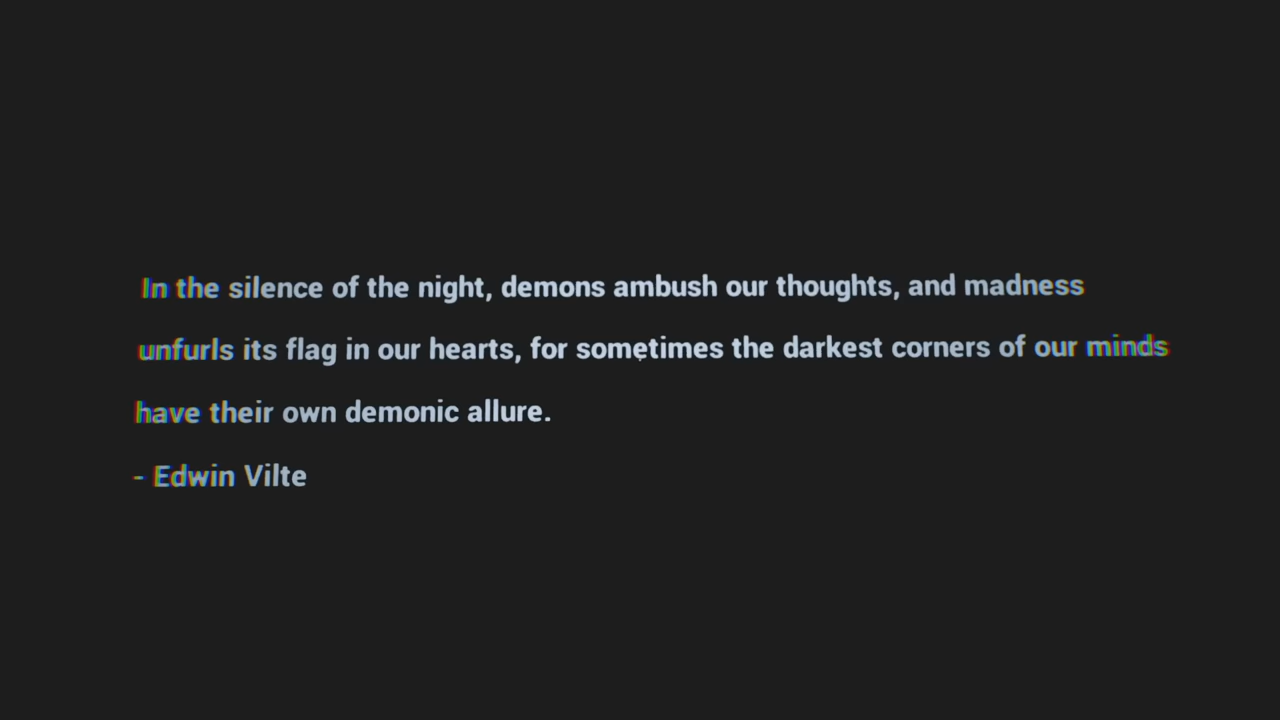 In the silence of the night, demons ambush our thoughts, and madness
unfurls its flag in our hearts, for sometimes the darkest corners of our minds
have their own demonic allure.
- Edwin Vilte